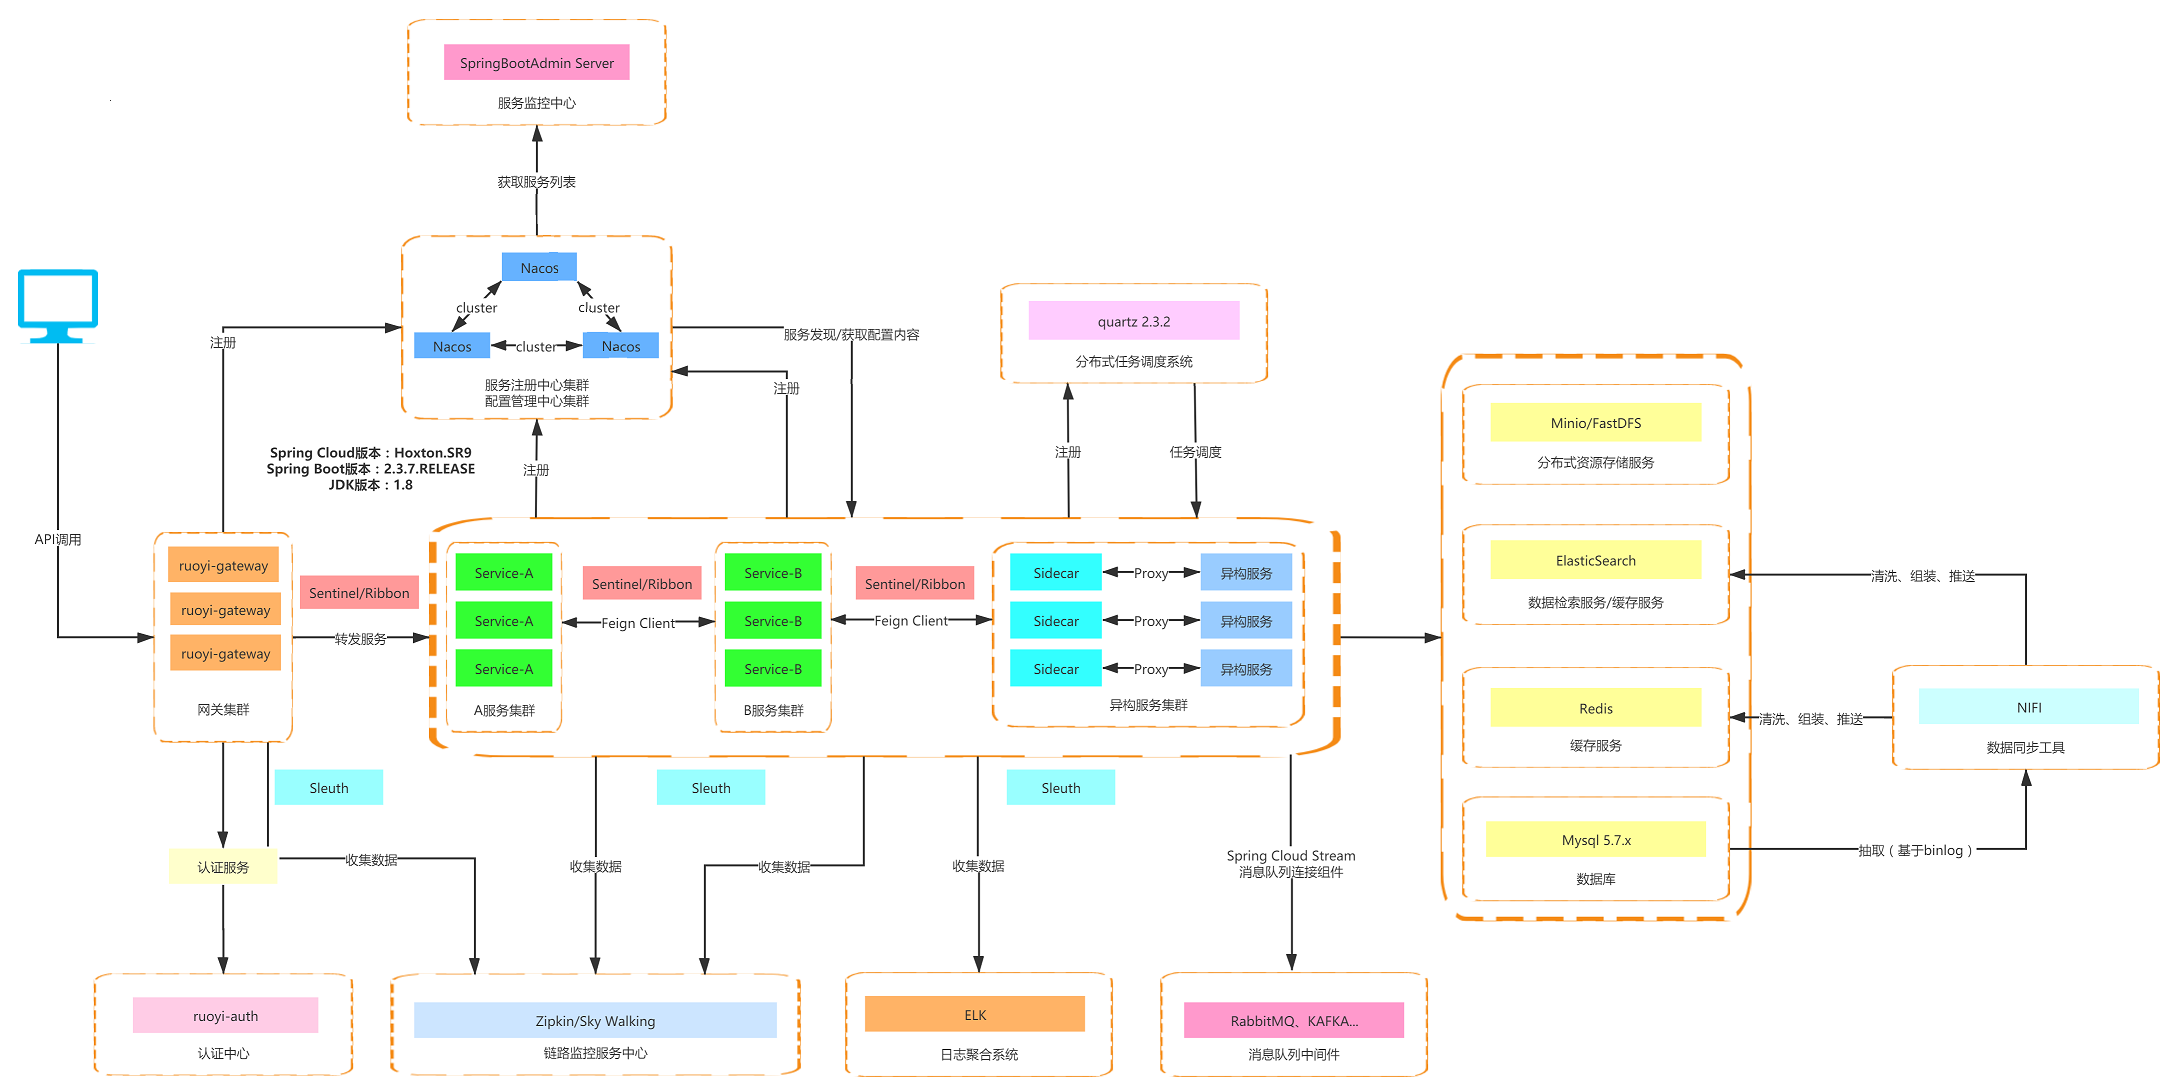 SpringBootAdmin Server
服务监控中心
获取服务列表
Nacos
cluster
cluster
Nacos
cluster
Nacos
服务注册中心集群
配置管理中心集群
注册
服务发现/获取配置内容
注册
注册
quartz 2.3.2
分布式任务调度系统
注册
任务调度
Spring Cloud版本：Hoxton.SR9
Spring Boot版本：2.3.7.RELEASE
JDK版本：1.8
API调用
ruoyi-gateway
ruoyi-gateway
ruoyi-gateway
网关集群
Sentinel/Ribbon
转发服务
Service-A
Service-A
Service-A
A服务集群
Sentinel/Ribbon
Feign Client
Service-B
Service-B
Service-B
B服务集群
Sentinel/Ribbon
Feign Client
Sidecar
Proxy
异构服务
Sidecar
Proxy
异构服务
Sidecar
Proxy
异构服务
异构服务集群
Minio/FastDFS
分布式资源存储服务
ElasticSearch
数据检索服务/缓存服务
Redis
缓存服务
Mysql 5.7.x
数据库
清洗、组装、推送
清洗、组装、推送
NIFI
数据同步工具
抽取（基于binlog）
Sleuth
Sleuth
Sleuth
认证服务
收集数据
收集数据
收集数据
收集数据
Spring Cloud Stream
消息队列连接组件
ruoyi-auth
认证中心
Zipkin/Sky Walking
链路监控服务中心
ELK
日志聚合系统
RabbitMQ、KAFKA...
消息队列中间件